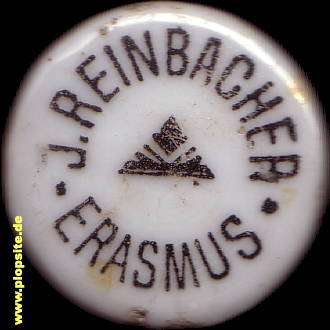 · J. REINBACHER ·
ERASMUS
www.plopsite.de